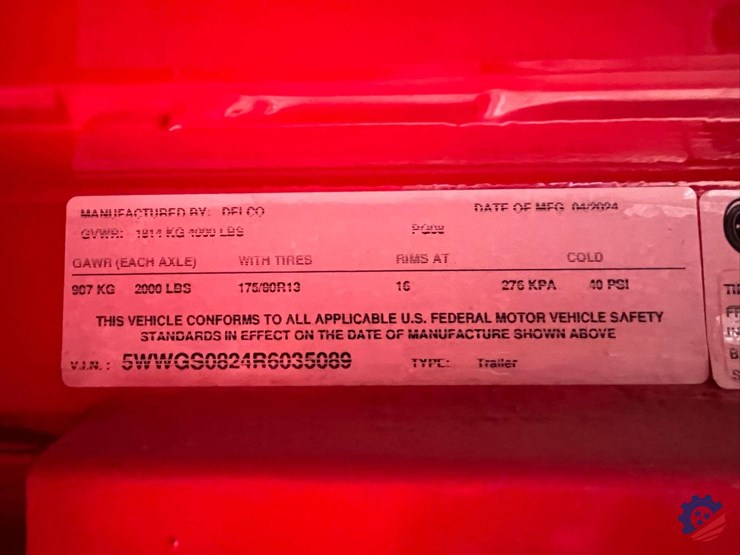 MANUFACTURED BY: DELCO DATE OF MFG 04/2024
GVWR: 1814 KG 4000 LBS PG08
GAWR (EACH AXLE) WITH TIRES RIMS AT COLD
907 KG 2000 LBS 175/80R13 16 276 KPA 40 PSI
THIS VEHICLE CONFORMS TO ALL APPLICABLE U.S. FEDERAL MOTOR VEHICLE SAFETY
STANDARDS IN EFFECT ON THE DATE OF MANUFACTURE SHOWN ABOVE
V.I.N. : 5WWGS0824R6035089 TYPE: Trailer